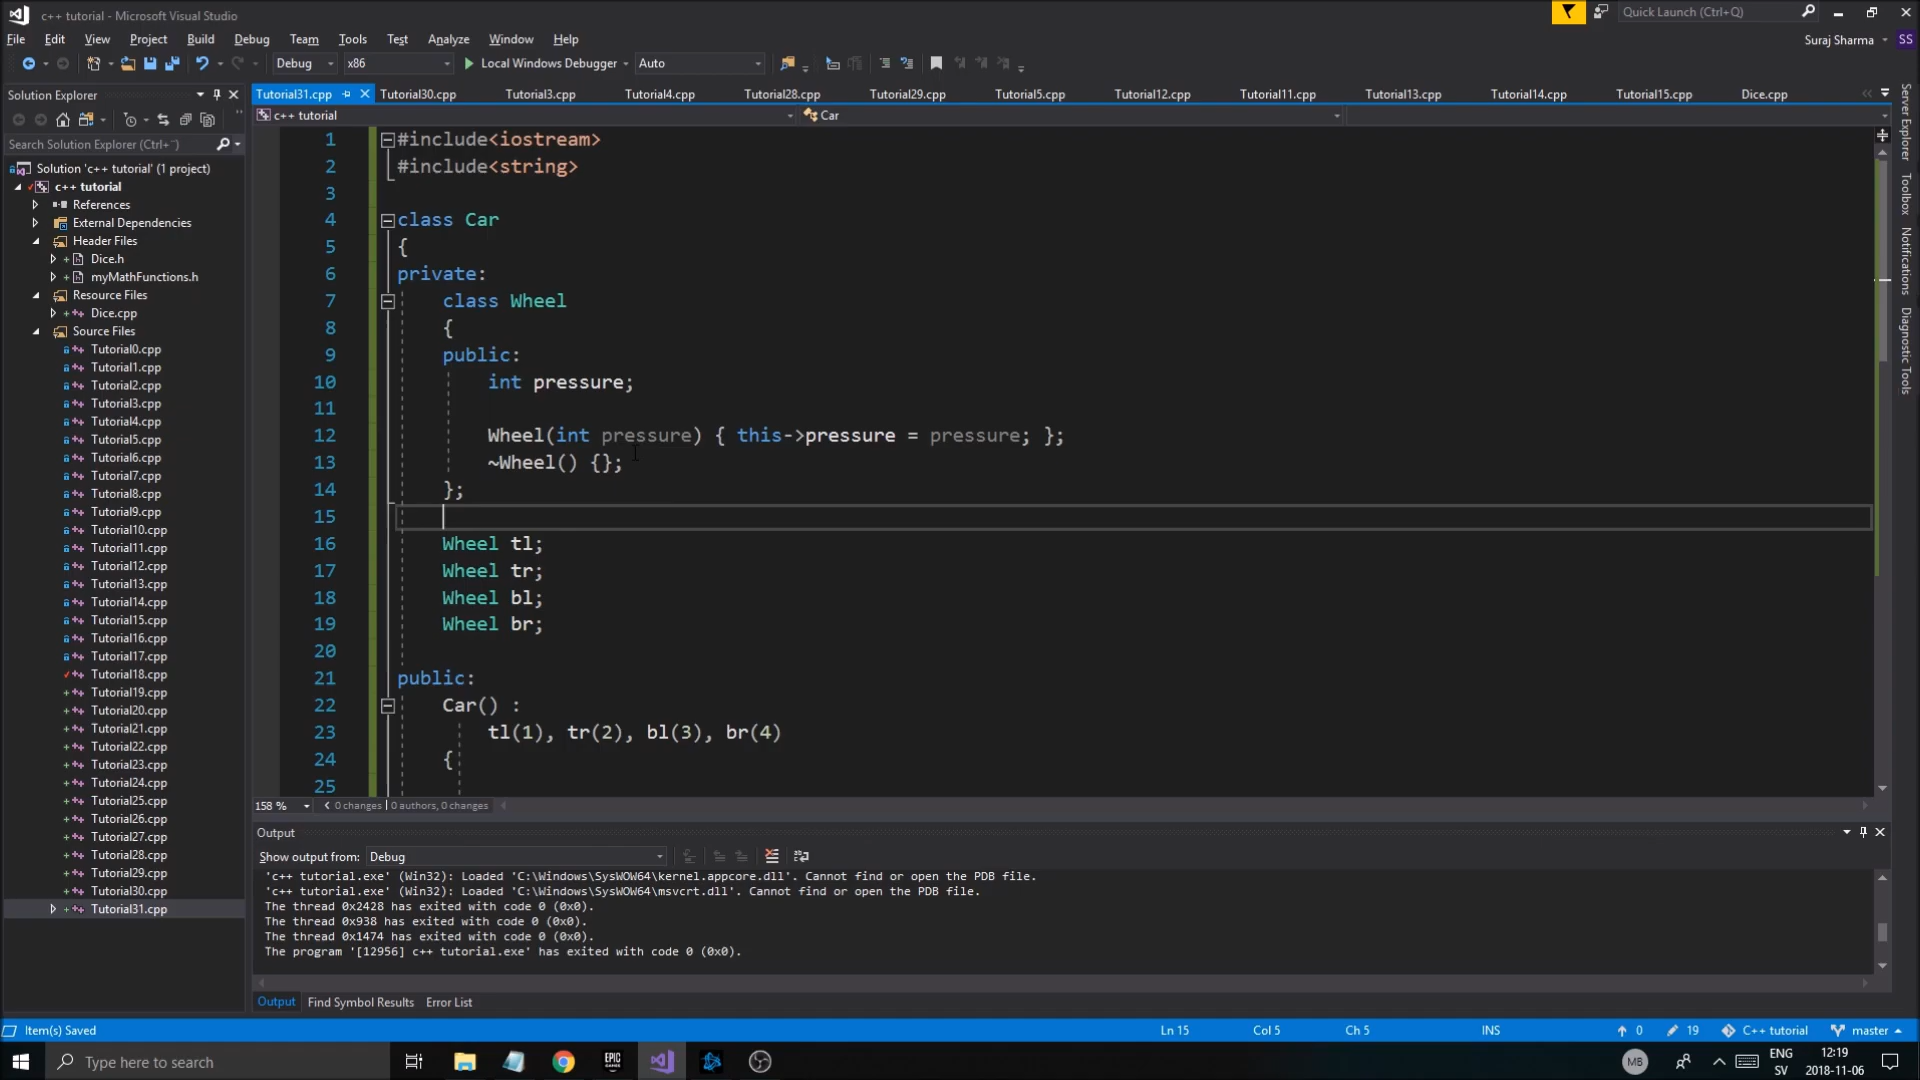 c++ tutorial - Microsoft Visual Studio
Quick Launch (Ctrl+Q)
File Edit View Project Build Debug Team Tools Test Analyze Window Help
Suraj Sharma SS
Debug x86 Local Windows Debugger Auto
Solution Explorer
Search Solution Explorer (Ctrl+¨)
Solution 'c++ tutorial' (1 project)
c++ tutorial
References
External Dependencies
Header Files
Dice.h
myMathFunctions.h
Resource Files
Dice.cpp
Source Files
Tutorial0.cpp
Tutorial1.cpp
Tutorial2.cpp
Tutorial3.cpp
Tutorial4.cpp
Tutorial5.cpp
Tutorial6.cpp
Tutorial7.cpp
Tutorial8.cpp
Tutorial9.cpp
Tutorial10.cpp
Tutorial11.cpp
Tutorial12.cpp
Tutorial13.cpp
Tutorial14.cpp
Tutorial15.cpp
Tutorial16.cpp
Tutorial17.cpp
Tutorial18.cpp
Tutorial19.cpp
Tutorial20.cpp
Tutorial21.cpp
Tutorial22.cpp
Tutorial23.cpp
Tutorial24.cpp
Tutorial25.cpp
Tutorial26.cpp
Tutorial27.cpp
Tutorial28.cpp
Tutorial29.cpp
Tutorial30.cpp
Tutorial31.cpp
Tutorial31.cpp Tutorial30.cpp Tutorial3.cpp Tutorial4.cpp Tutorial28.cpp Tutorial29.cpp Tutorial5.cpp Tutorial12.cpp Tutorial11.cpp Tutorial13.cpp Tutorial14.cpp Tutorial15.cpp Dice.cpp
c++ tutorial Car
1 #include<iostream>
2 #include<string>
3
4 class Car
5 {
6 private:
7 class Wheel
8 {
9 public:
10 int pressure;
11
12 Wheel(int pressure) { this->pressure = pressure; };
13 ~Wheel() {};
14 };
15
16 Wheel tl;
17 Wheel tr;
18 Wheel bl;
19 Wheel br;
20
21 public:
22 Car() :
23 tl(1), tr(2), bl(3), br(4)
24 {
25
158 % 0 changes | 0 authors, 0 changes
Output
Show output from: Debug
'c++ tutorial.exe' (Win32): Loaded 'C:\Windows\SysWOW64\kernel.appcore.dll'. Cannot find or open the PDB file.
'c++ tutorial.exe' (Win32): Loaded 'C:\Windows\SysWOW64\msvcrt.dll'. Cannot find or open the PDB file.
The thread 0x2428 has exited with code 0 (0x0).
The thread 0x938 has exited with code 0 (0x0).
The thread 0x1474 has exited with code 0 (0x0).
The program '[12956] c++ tutorial.exe' has exited with code 0 (0x0).
Output Find Symbol Results Error List
Server Explorer
Toolbox
Notifications
Diagnostic Tools
Item(s) Saved Ln 15 Col 5 Ch 5 INS 0 19 C++ tutorial master
Type here to search
EPIC GAMES
MB
ENG
SV
12:19
2018-11-06